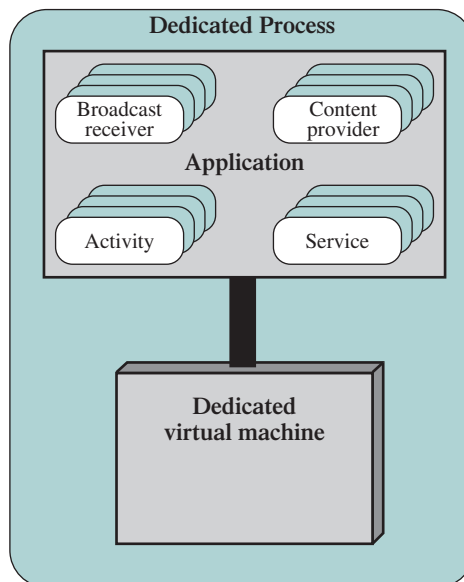 Dedicated Process
Broadcast
receiver
Content
provider
Application
Activity
Service
Dedicated
virtual machine